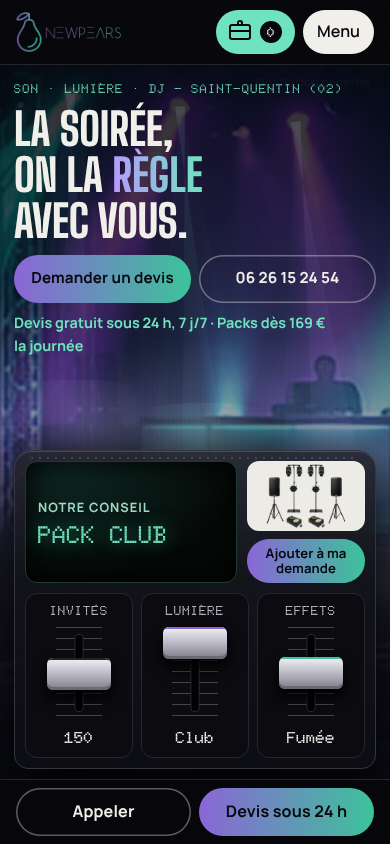 NEWPEARS
0
Menu
SON · LUMIÈRE · DJ — SAINT-QUENTIN (02)
LA SOIRÉE,
ON LA RÈGLE
AVEC VOUS.
Demander un devis
06 26 15 24 54
Devis gratuit sous 24 h, 7 j/7 · Packs dès 169 €
la journée
NOTRE CONSEIL
PACK CLUB
Ajouter à ma
demande
INVITÉS
LUMIÈRE
EFFETS
150
Club
Fumée
Appeler
Devis sous 24 h